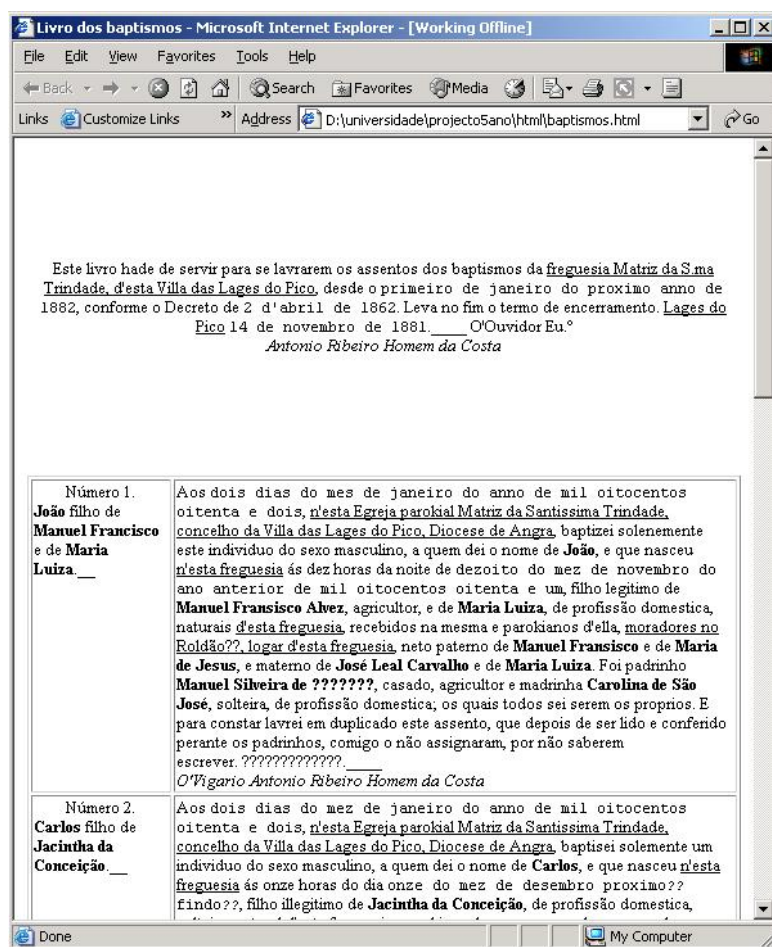 Livro dos baptismos - Microsoft Internet Explorer - [Working Offline]
File Edit View Favorites Tools Help
Back Search Favorites Media
Links Customize Links » Address D:\universidade\projecto5ano\html\baptismos.html Go
Este livro hade de servir para se lavrarem os assentos dos baptismos da freguesia Matriz da S.ma
Trindade, d'esta Villa das Lages do Pico, desde o primeiro de janeiro do proximo anno de
1882, conforme o Decreto de 2 d'abril de 1862. Leva no fim o termo de encerramento. Lages do
Pico 14 de novembro de 1881.____ O'Ouvidor Eu.º
Antonio Ribeiro Homem da Costa
Número 1.
João filho de
Manuel Francisco
e de Maria
Luiza.__
Aos dois dias do mes de janeiro do anno de mil oitocentos
oitenta e dois, n'esta Egreja parokial Matriz da Santissima Trindade,
concelho da Villa das Lages do Pico, Diocese de Angra, baptizei solenemente
este individuo do sexo masculino, a quem dei o nome de João, e que nasceu
n'esta freguesia ás dez horas da noite de dezoito do mez de novembro do
ano anterior de mil oitocentos oitenta e um, filho legitimo de
Manuel Fransisco Alvez, agricultor, e de Maria Luiza, de profissão domestica,
naturais d'esta freguesia, recebidos na mesma e parokianos d'ella, moradores no
Roldão??, logar d'esta freguesia, neto paterno de Manuel Fransisco e de Maria
de Jesus, e materno de José Leal Carvalho e de Maria Luiza. Foi padrinho
Manuel Silveira de ???????, casado, agricultor e madrinha Carolina de São
José, solteira, de profissão domestica; os quais todos sei serem os proprios. E
para constar lavrei em duplicado este assento, que depois de ser lido e conferido
perante os padrinhos, comigo o não assignaram, por não saberem
escrever. ?????????????.____
O'Vigario Antonio Ribeiro Homem da Costa
Número 2.
Carlos filho de
Jacintha da
Conceição.__
Aos dois dias do mez de janeiro do anno de mil oitocentos
oitenta e dois, n'esta Egreja parokial Matriz da Santissima Trindade,
concelho da Villa das Lages do Pico, Diocese de Angra, baptisei solemente um
individuo do sexo masculino, a quem dei o nome de Carlos, e que nasceu n'esta
freguesia ás onze horas do dia onze do mez de desembro proximo??
findo??, filho illegitimo de Jacintha da Conceição, de profissão domestica,
Done My Computer